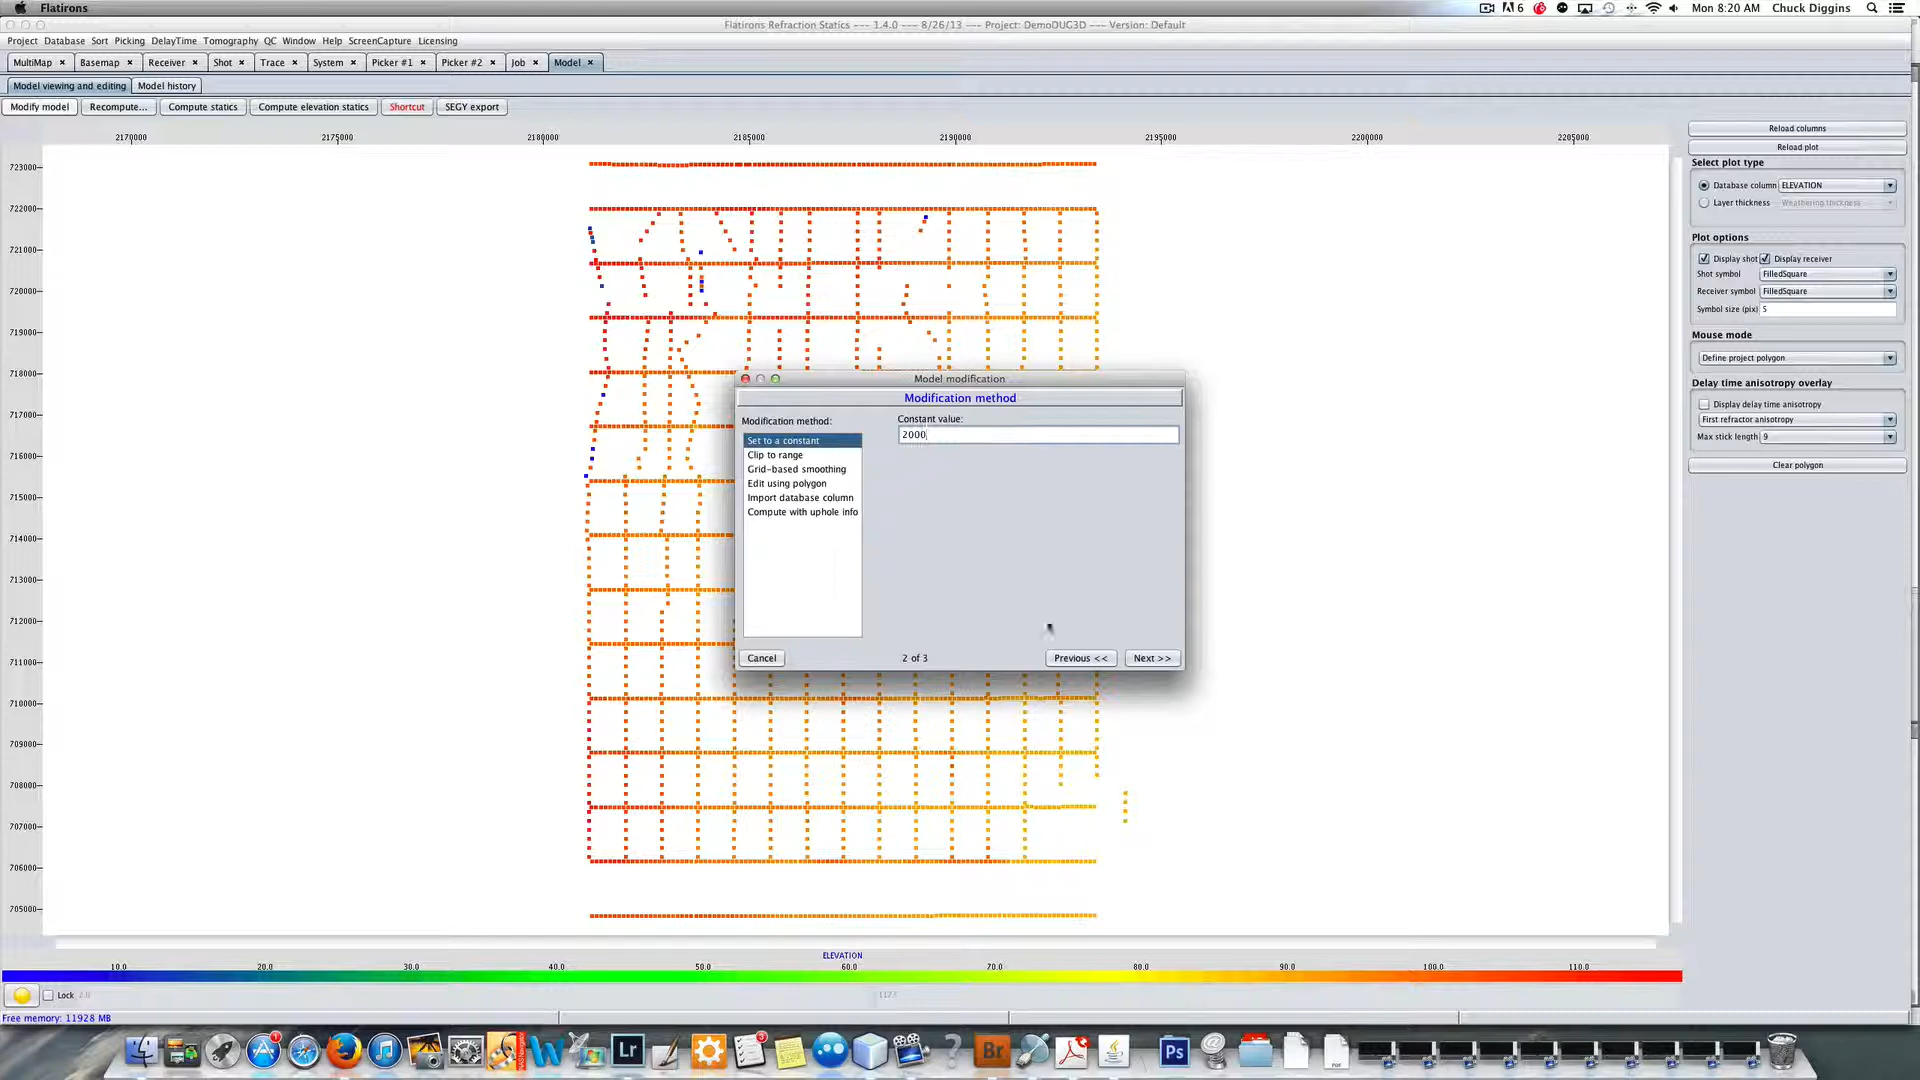 Flatirons
6
Mon 8:20 AM Chuck Diggins
Flatirons Refraction Statics --- 1.4.0 --- 8/26/13 --- Project: DemoDUG3D --- Version: Default
Project Database Sort Picking DelayTime Tomography QC Window Help ScreenCapture Licensing
MultiMap × Basemap × Receiver × Shot × Trace × System × Picker #1 × Picker #2 × Job × Model ×
Model viewing and editing Model history
Modify model Recompute... Compute statics Compute elevation statics Shortcut SEGY export
2170000 2175000 2180000 2185000 2190000 2195000 2200000 2205000
723000
722000
721000
720000
719000
718000
717000
716000
715000
714000
713000
712000
711000
710000
709000
708000
707000
706000
705000
Reload columns
Reload plot
Select plot type
Database column ELEVATION
Layer thickness Weathering thickness
Plot options
Display shot Display receiver
Shot symbol FilledSquare
Receiver symbol FilledSquare
Symbol size (pix) 5
Mouse mode
Define project polygon
Delay time anisotropy overlay
Display delay time anisotropy
First refractor anisotropy
Max stick length 9
Clear polygon
Model modification
Modification method
Modification method:
Set to a constant
Clip to range
Grid-based smoothing
Edit using polygon
Import database column
Compute with uphole info
Constant value:
2000
Cancel 2 of 3 Previous << Next >>
ELEVATION
10.0 20.0 30.0 40.0 50.0 60.0 70.0 80.0 90.0 100.0 110.0
Lock 2.0 1177
Free memory: 11928 MB
1
3
Lr
Br
Ps
PDF